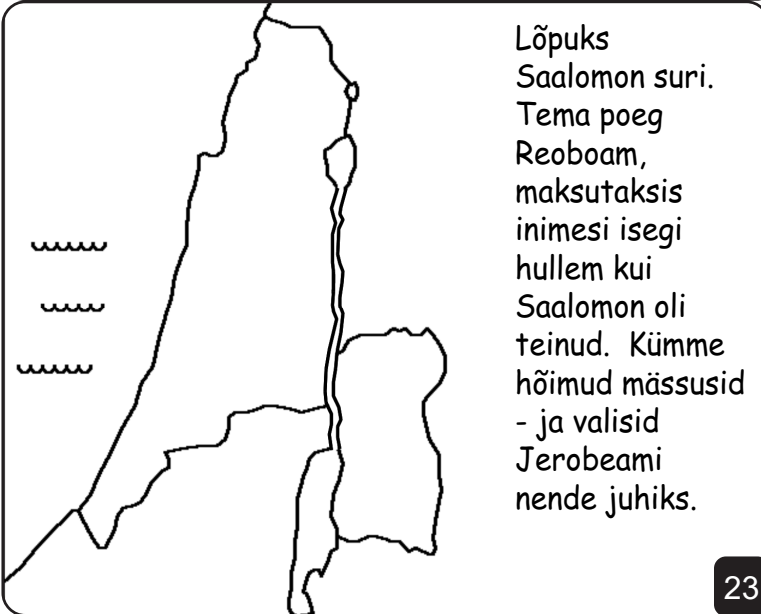 Lõpuks
Saalomon suri.
Tema poeg
Reoboam,
maksutaksis
inimesi isegi
hullem kui
Saalomon oli
teinud.  Kümme
hõimud mässusid
- ja valisid
Jerobeami
nende juhiks.
23